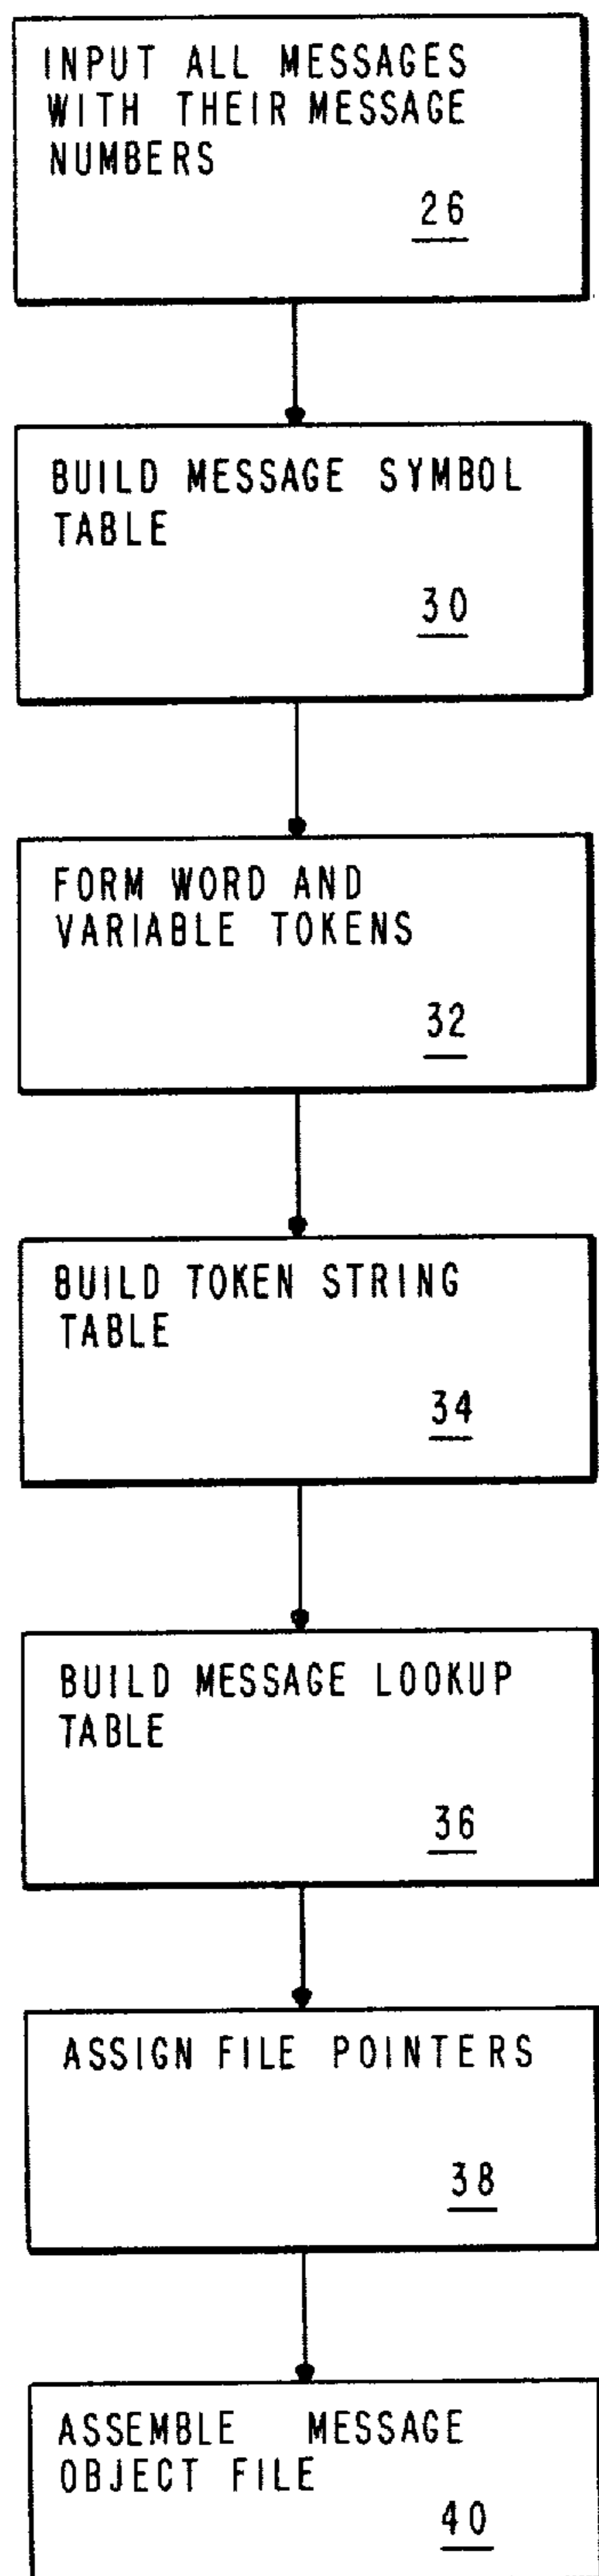 INPUT ALL MESSAGES
WITH THEIR MESSAGE
NUMBERS
26
BUILD MESSAGE SYMBOL
TABLE
30
FORM WORD AND
VARIABLE TOKENS
32
BUILD TOKEN STRING
TABLE
34
BUILD MESSAGE LOOKUP
TABLE
36
ASSIGN FILE POINTERS
38
ASSEMBLE MESSAGE
OBJECT FILE
40